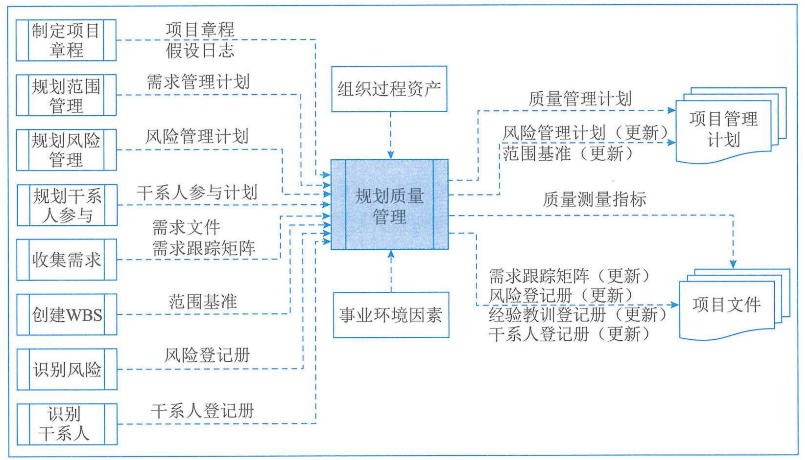 制定项目
章程
项目章程
假设日志
规划范围
管理
需求管理计划
规划风险
管理
风险管理计划
规划干系
人参与
干系人参与计划
收集需求
需求文件
需求跟踪矩阵
创建WBS
范围基准
识别风险
风险登记册
识别
干系人
干系人登记册
组织过程资产
规划质量
管理
事业环境因素
质量管理计划
风险管理计划（更新）
范围基准（更新）
项目管理
计划
质量测量指标
需求跟踪矩阵（更新）
风险登记册（更新）
经验教训登记册（更新）
干系人登记册（更新）
项目文件